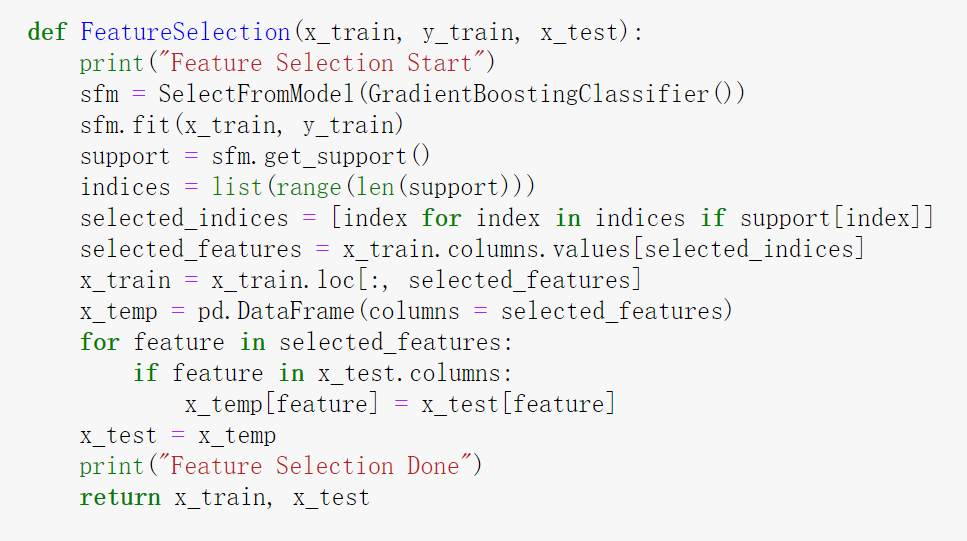 def FeatureSelection(x_train, y_train, x_test):
    print("Feature Selection Start")
    sfm = SelectFromModel(GradientBoostingClassifier())
    sfm.fit(x_train, y_train)
    support = sfm.get_support()
    indices = list(range(len(support)))
    selected_indices = [index for index in indices if support[index]]
    selected_features = x_train.columns.values[selected_indices]
    x_train = x_train.loc[:, selected_features]
    x_temp = pd.DataFrame(columns = selected_features)
    for feature in selected_features:
        if feature in x_test.columns:
            x_temp[feature] = x_test[feature]
    x_test = x_temp
    print("Feature Selection Done")
    return x_train, x_test